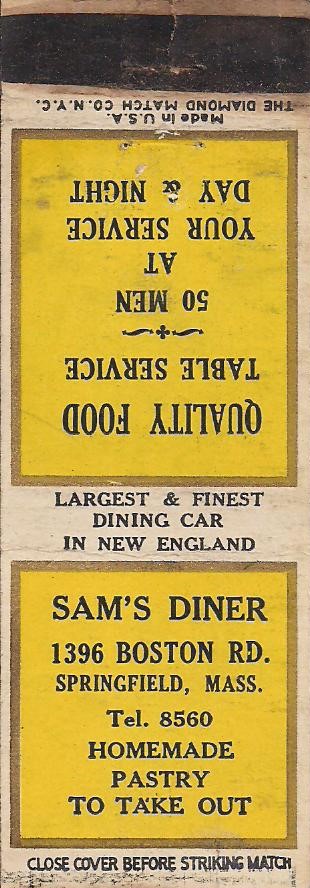 SAM'S DINER
1396 BOSTON RD.
SPRINGFIELD, MASS.
Tel. 8560
HOMEMADE
PASTRY
TO TAKE OUT
CLOSE COVER BEFORE STRIKING MATCH
LARGEST & FINEST
DINING CAR
IN NEW ENGLAND
QUALITY FOOD
TABLE SERVICE
50 MEN
AT
YOUR SERVICE
DAY & NIGHT
Made in U.S.A.
THE DIAMOND MATCH CO. N.Y.C.